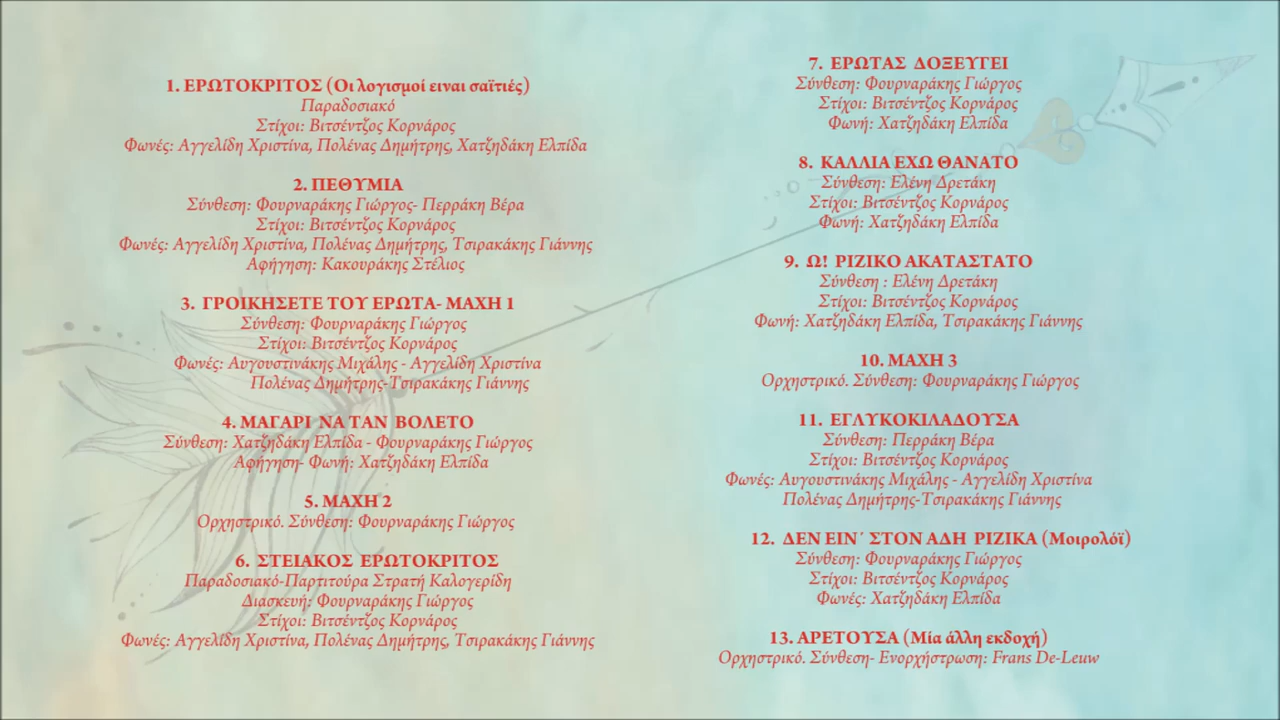 1. ΕΡΩΤΟΚΡΙΤΟΣ (Οι λογισμοί ειναι σαϊτιές)
Παραδοσιακό
Στίχοι: Βιτσέντζος Κορνάρος
Φωνές: Αγγελίδη Χριστίνα, Πολένας Δημήτρης, Χατζηδάκη Ελπίδα
2. ΠΕΘΥΜΙΑ
Σύνθεση: Φουρναράκης Γιώργος- Περράκη Βέρα
Στίχοι: Βιτσέντζος Κορνάρος
Φωνές: Αγγελίδη Χριστίνα, Πολένας Δημήτρης, Τσιρακάκης Γιάννης
Αφήγηση: Κακουράκης Στέλιος
3. ΓΡΟΙΚΗΣΕΤΕ ΤΟΥ ΕΡΩΤΑ- ΜΑΧΗ 1
Σύνθεση: Φουρναράκης Γιώργος
Στίχοι: Βιτσέντζος Κορνάρος
Φωνές: Αυγουστινάκης Μιχάλης - Αγγελίδη Χριστίνα
Πολένας Δημήτρης-Τσιρακάκης Γιάννης
4. ΜΑΓΑΡΙ ΝΑ ΤΑΝ ΒΟΛΕΤΟ
Σύνθεση: Χατζηδάκη Ελπίδα - Φουρναράκης Γιώργος
Αφήγηση- Φωνή: Χατζηδάκη Ελπίδα
5. ΜΑΧΗ 2
Ορχηστρικό. Σύνθεση: Φουρναράκης Γιώργος
6. ΣΤΕΙΑΚΟΣ ΕΡΩΤΟΚΡΙΤΟΣ
Παραδοσιακό-Παρτιτούρα Στρατή Καλογερίδη
Διασκευή: Φουρναράκης Γιώργος
Στίχοι: Βιτσέντζος Κορνάρος
Φωνές: Αγγελίδη Χριστίνα, Πολένας Δημήτρης, Τσιρακάκης Γιάννης
7. ΕΡΩΤΑΣ ΔΟΞΕΥΤΕΙ
Σύνθεση: Φουρναράκης Γιώργος
Στίχοι: Βιτσέντζος Κορνάρος
Φωνή: Χατζηδάκη Ελπίδα
8. ΚΑΛΛΙΑ ΕΧΩ ΘΑΝΑΤΟ
Σύνθεση: Ελένη Δρετάκη
Στίχοι: Βιτσέντζος Κορνάρος
Φωνή: Χατζηδάκη Ελπίδα
9. Ω! ΡΙΖΙΚΟ ΑΚΑΤΑΣΤΑΤΟ
Σύνθεση : Ελένη Δρετάκη
Στίχοι: Βιτσέντζος Κορνάρος
Φωνή: Χατζηδάκη Ελπίδα, Τσιρακάκης Γιάννης
10. ΜΑΧΗ 3
Ορχηστρικό. Σύνθεση: Φουρναράκης Γιώργος
11. ΕΓΛΥΚΟΚΙΛΑΔΟΥΣΑ
Σύνθεση: Περράκη Βέρα
Στίχοι: Βιτσέντζος Κορνάρος
Φωνές: Αυγουστινάκης Μιχάλης - Αγγελίδη Χριστίνα
Πολένας Δημήτρης-Τσιρακάκης Γιάννης
12. ΔΕΝ ΕΙΝ΄ ΣΤΟΝ ΑΔΗ ΡΙΖΙΚΑ (Μοιρολόϊ)
Σύνθεση: Φουρναράκης Γιώργος
Στίχοι: Βιτσέντζος Κορνάρος
Φωνές: Χατζηδάκη Ελπίδα
13. ΑΡΕΤΟΥΣΑ (Μία άλλη εκδοχή)
Ορχηστρικό. Σύνθεση- Ενορχήστρωση: Frans De-Leuw